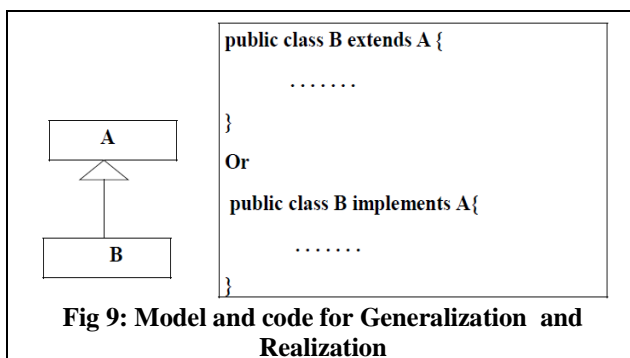 A
B
public class B extends A {
. . . . . . .
}
Or
public class B implements A{
. . . . . . .
}
Fig 9: Model and code for Generalization and
Realization